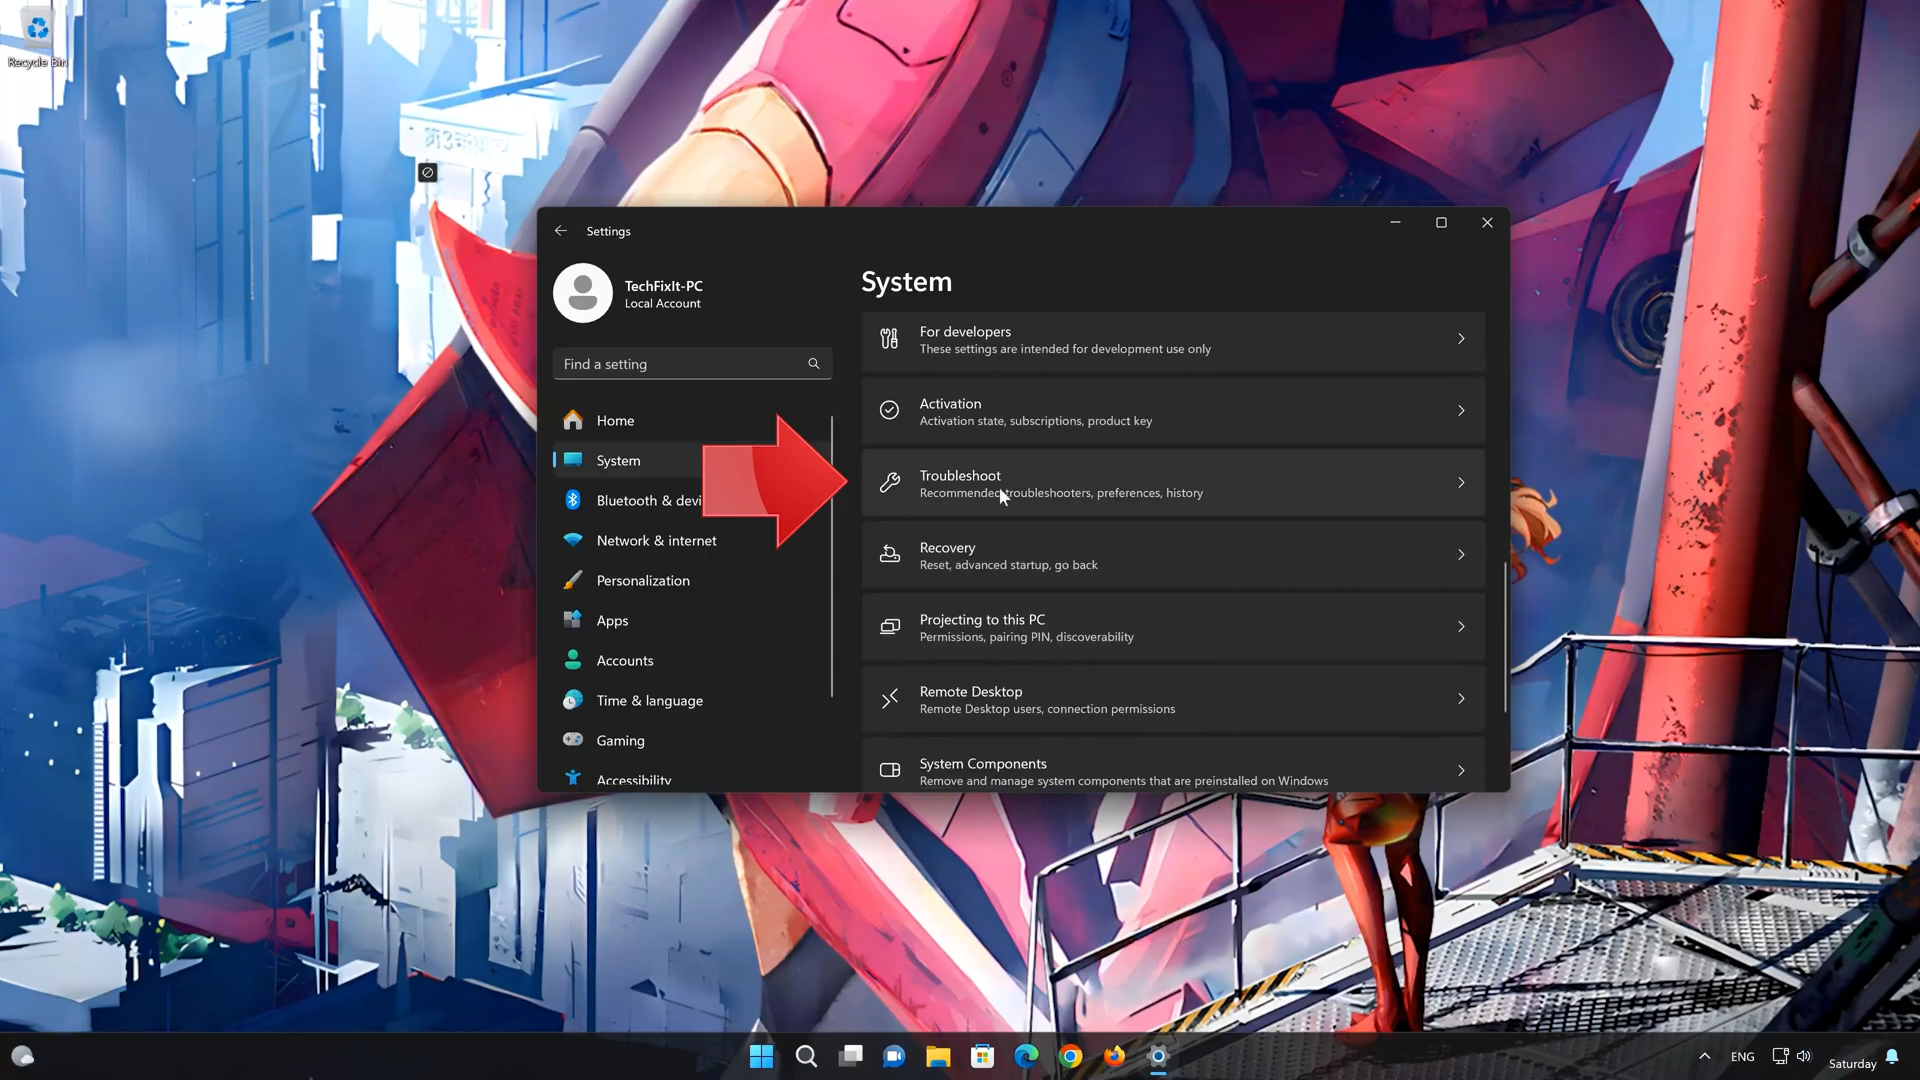 Recycle Bin
Settings
TechFixIt-PC
Local Account
Find a setting
Home
System
Bluetooth & devi
Network & internet
Personalization
Apps
Accounts
Time & language
Gaming
Accessibility
System
For developers
These settings are intended for development use only
Activation
Activation state, subscriptions, product key
Troubleshoot
Recommended troubleshooters, preferences, history
Recovery
Reset, advanced startup, go back
Projecting to this PC
Permissions, pairing PIN, discoverability
Remote Desktop
Remote Desktop users, connection permissions
System Components
Remove and manage system components that are preinstalled on Windows
ENG
Saturday